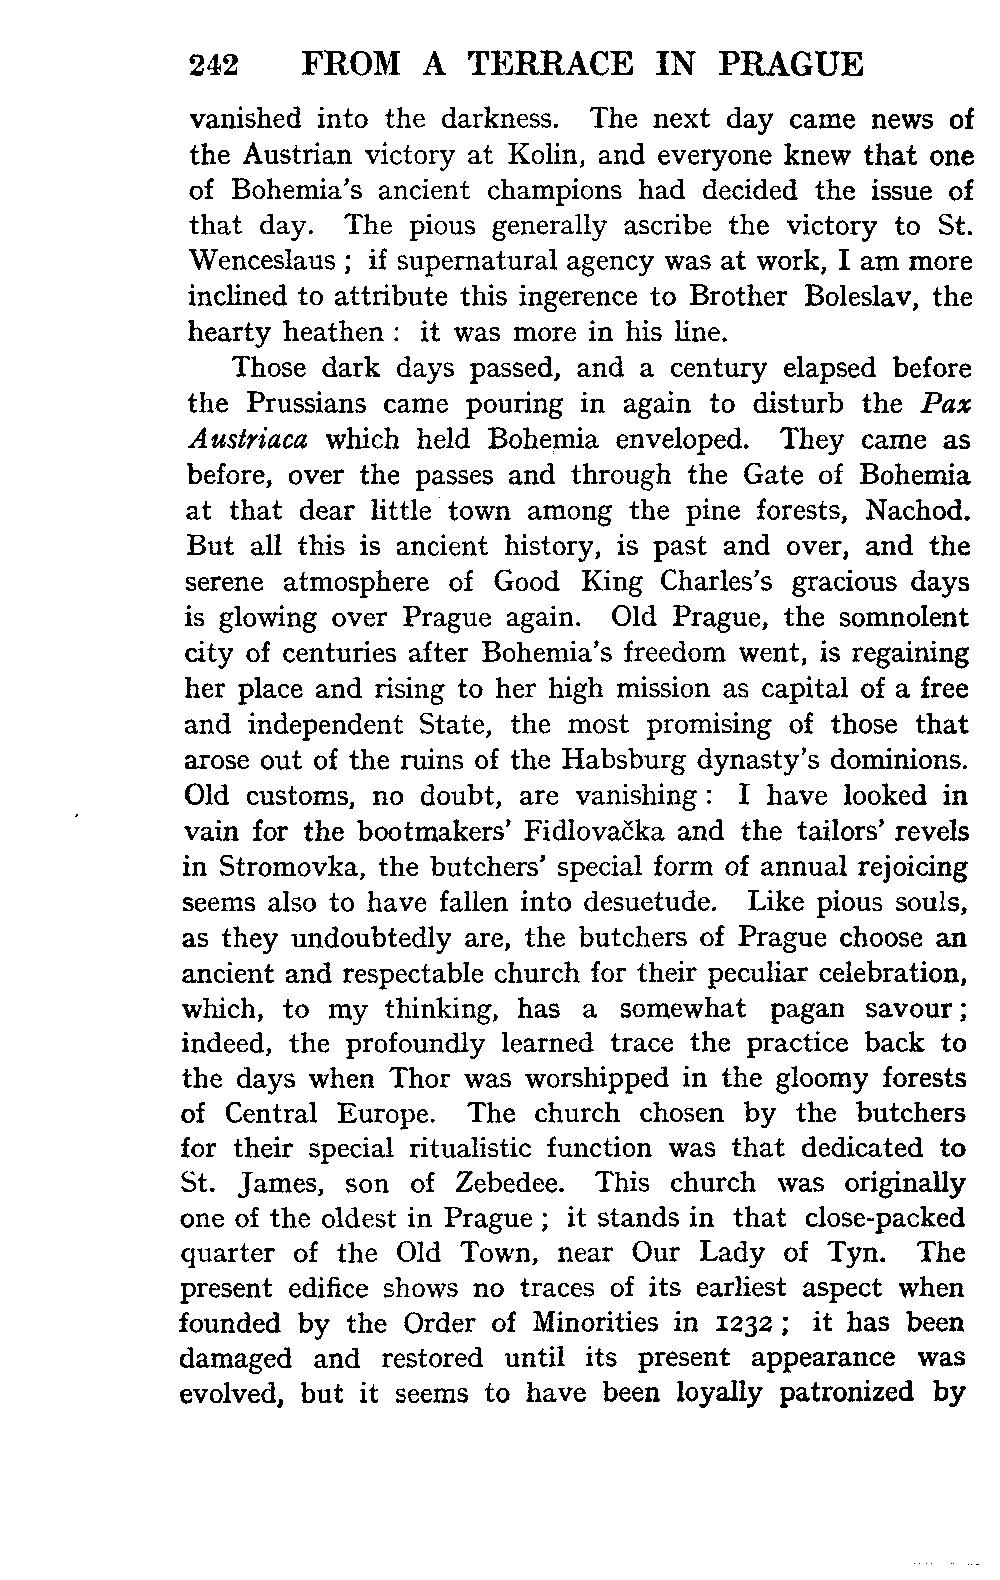 242 FROM A TERRACE IN PRAGUE
vanished into the darkness. The next day came news of
the Austrian victory at Kolin, and everyone knew that one
of Bohemia's ancient champions had decided the issue of
that day. The pious generally ascribe the victory to St.
Wenceslaus ; if supernatural agency was at work, I am more
inclined to attribute this ingerence to Brother Boleslav, the
hearty heathen : it was more in his line.
Those dark days passed, and a century elapsed before
the Prussians came pouring in again to disturb the Pax
Austriaca which held Bohemia enveloped. They came as
before, over the passes and through the Gate of Bohemia
at that dear little town among the pine forests, Nachod.
But all this is ancient history, is past and over, and the
serene atmosphere of Good King Charles's gracious days
is glowing over Prague again. Old Prague, the somnolent
city of centuries after Bohemia's freedom went, is regaining
her place and rising to her high mission as capital of a free
and independent State, the most promising of those that
arose out of the ruins of the Habsburg dynasty's dominions.
Old customs, no doubt, are vanishing : I have looked in
vain for the bootmakers' Fidlovačka and the tailors' revels
in Stromovka, the butchers' special form of annual rejoicing
seems also to have fallen into desuetude. Like pious souls,
as they undoubtedly are, the butchers of Prague choose an
ancient and respectable church for their peculiar celebration,
which, to my thinking, has a somewhat pagan savour ;
indeed, the profoundly learned trace the practice back to
the days when Thor was worshipped in the gloomy forests
of Central Europe. The church chosen by the butchers
for their special ritualistic function was that dedicated to
St. James, son of Zebedee. This church was originally
one of the oldest in Prague ; it stands in that close-packed
quarter of the Old Town, near Our Lady of Tyn. The
present edifice shows no traces of its earliest aspect when
founded by the Order of Minorities in 1232 ; it has been
damaged and restored until its present appearance was
evolved, but it seems to have been loyally patronized by